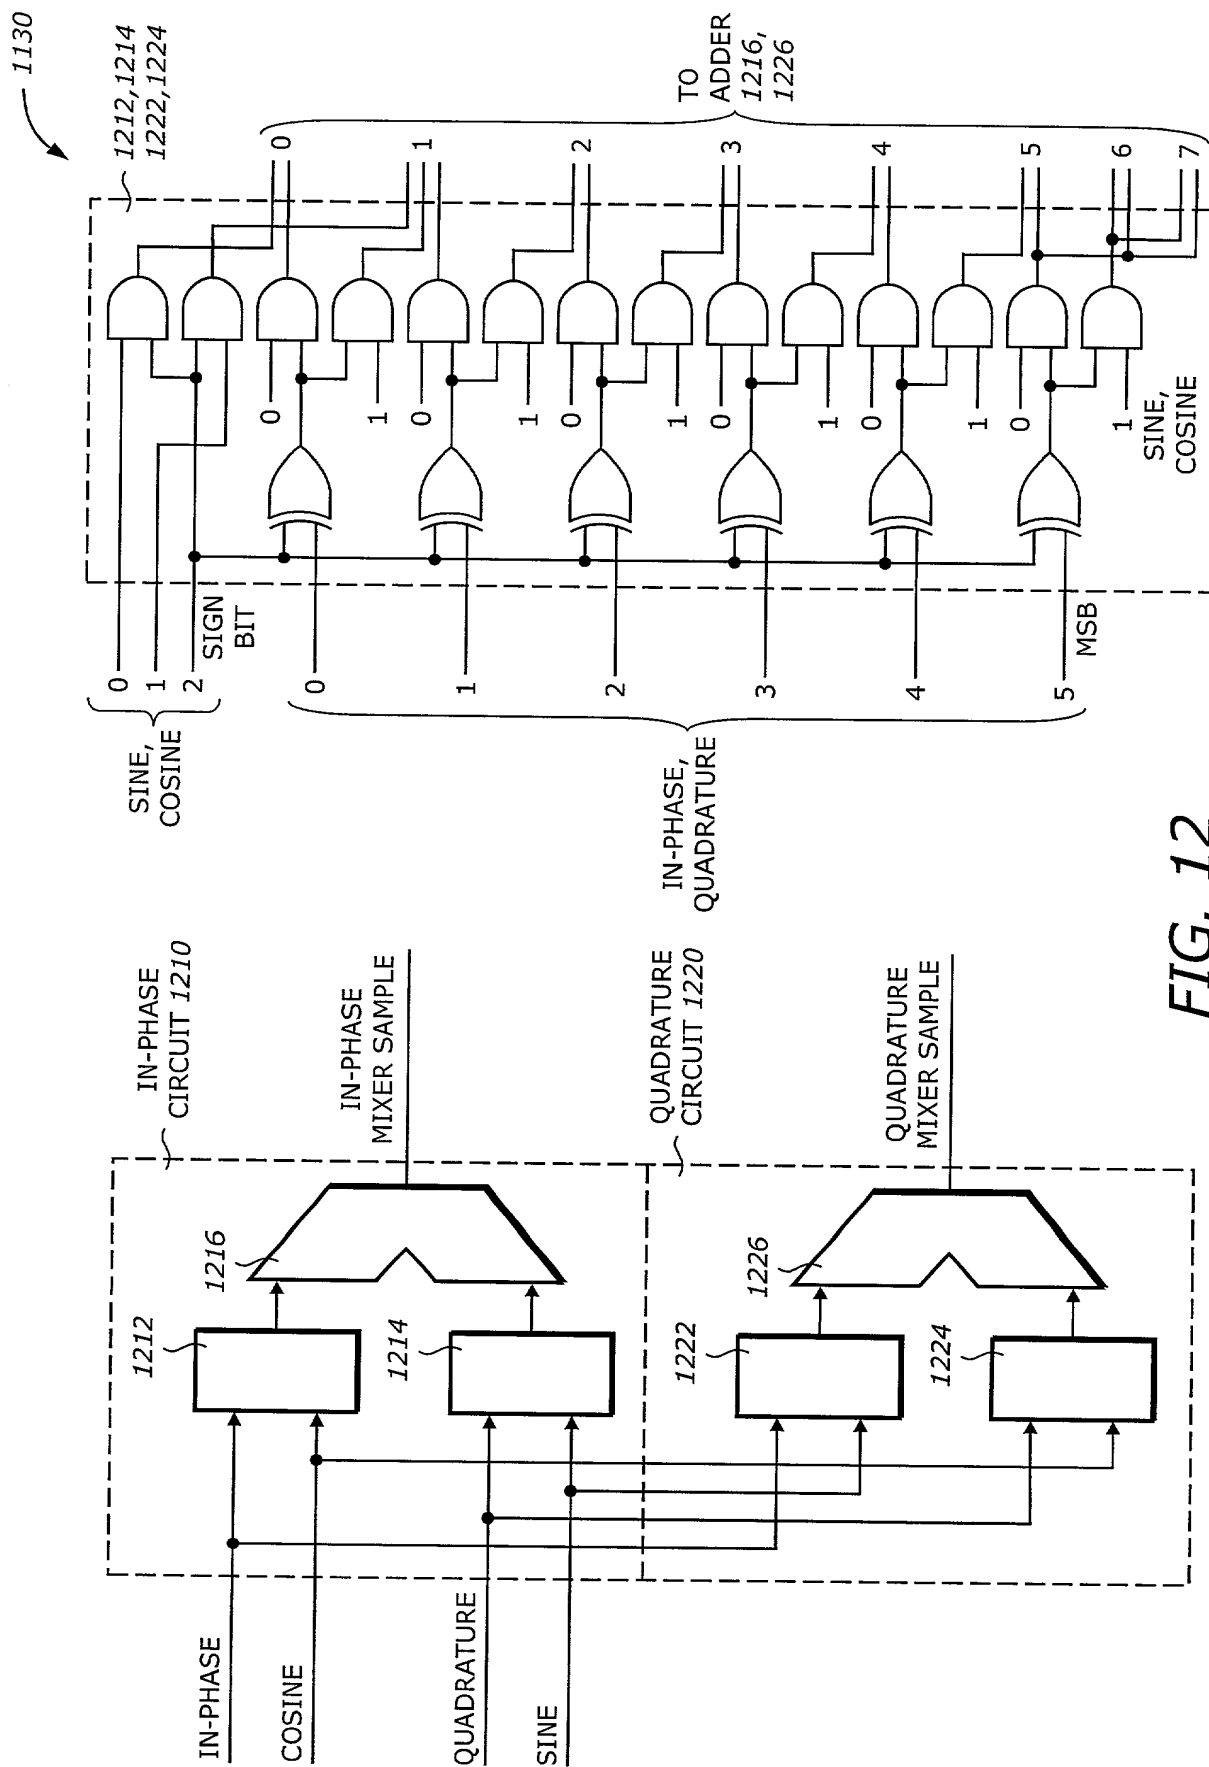 1130
1212,1214
1222,1224
SINE,
COSINE
0
1
2
SIGN
BIT
IN-PHASE,
QUADRATURE
0
1
2
3
4
5
MSB
0
1
0
1
0
1
0
1
0
1
0
1
SINE,
COSINE
0
1
2
3
4
5
6
7
TO
ADDER
1216,
1226
IN-PHASE
CIRCUIT 1210
IN-PHASE
COSINE
QUADRATURE
SINE
1212
1214
1216
IN-PHASE
MIXER SAMPLE
QUADRATURE
CIRCUIT 1220
1222
1224
1226
QUADRATURE
MIXER SAMPLE
FIG. 12